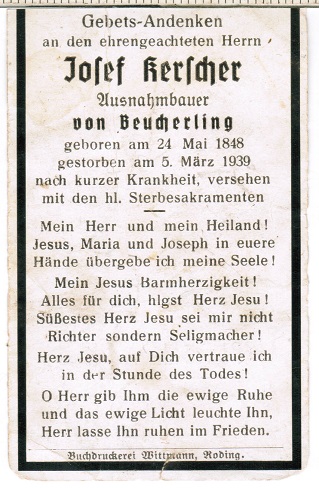 Gebets-Andenken
an den ehrengeachteten Herrn
Josef Kerscher
Ausnahmbauer
von Beucherling
geboren am 24 Mai 1848
gestorben am 5. März 1939
nach kurzer Krankheit, versehen
mit den hl. Sterbesakramenten
Mein Herr und mein Heiland!
Jesus, Maria und Joseph in euere
Hände übergebe ich meine Seele!
Mein Jesus Barmherzigkeit!
Alles für dich, hlgst Herz Jesu!
Süßestes Herz Jesu sei mir nicht
Richter sondern Seligmacher!
Herz Jesu, auf Dich vertraue ich
in der Stunde des Todes!
O Herr gib Ihm die ewige Ruhe
und das ewige Licht leuchte Ihn,
Herr lasse Ihn ruhen im Frieden.
Buchdruckerei Wittmann, Roding.